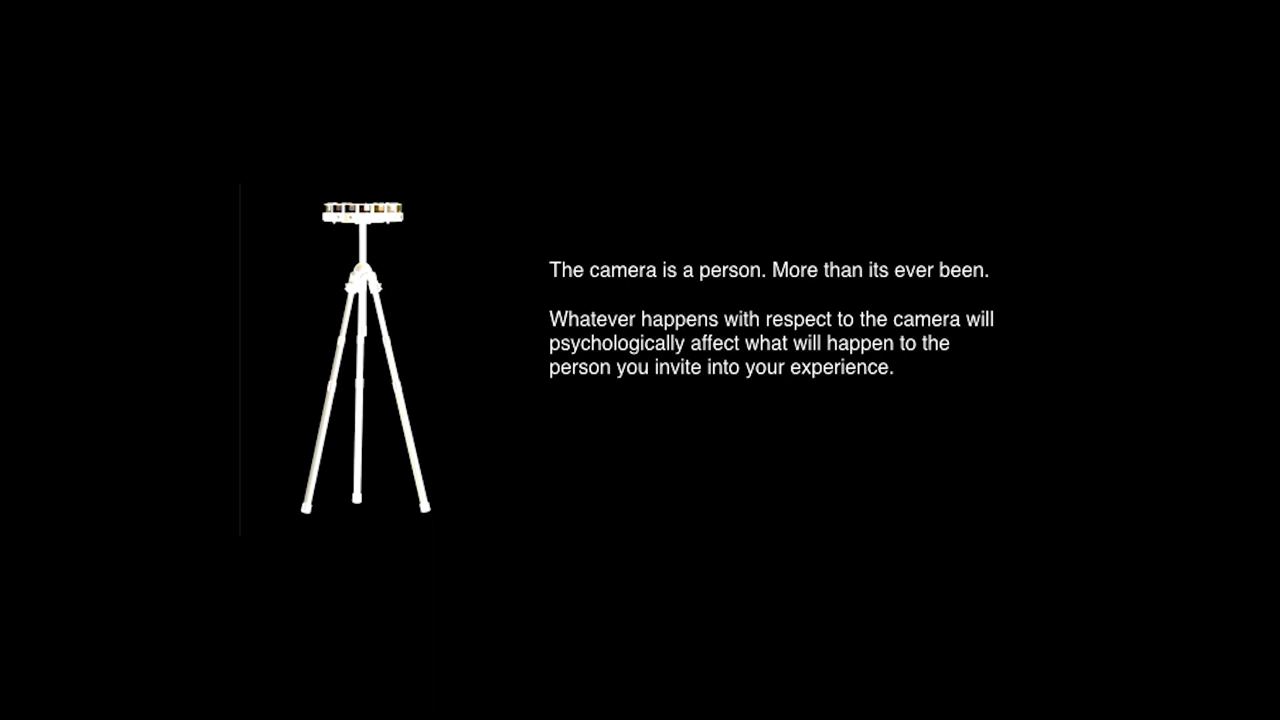 The camera is a person. More than its ever been.
Whatever happens with respect to the camera will
psychologically affect what will happen to the
person you invite into your experience.